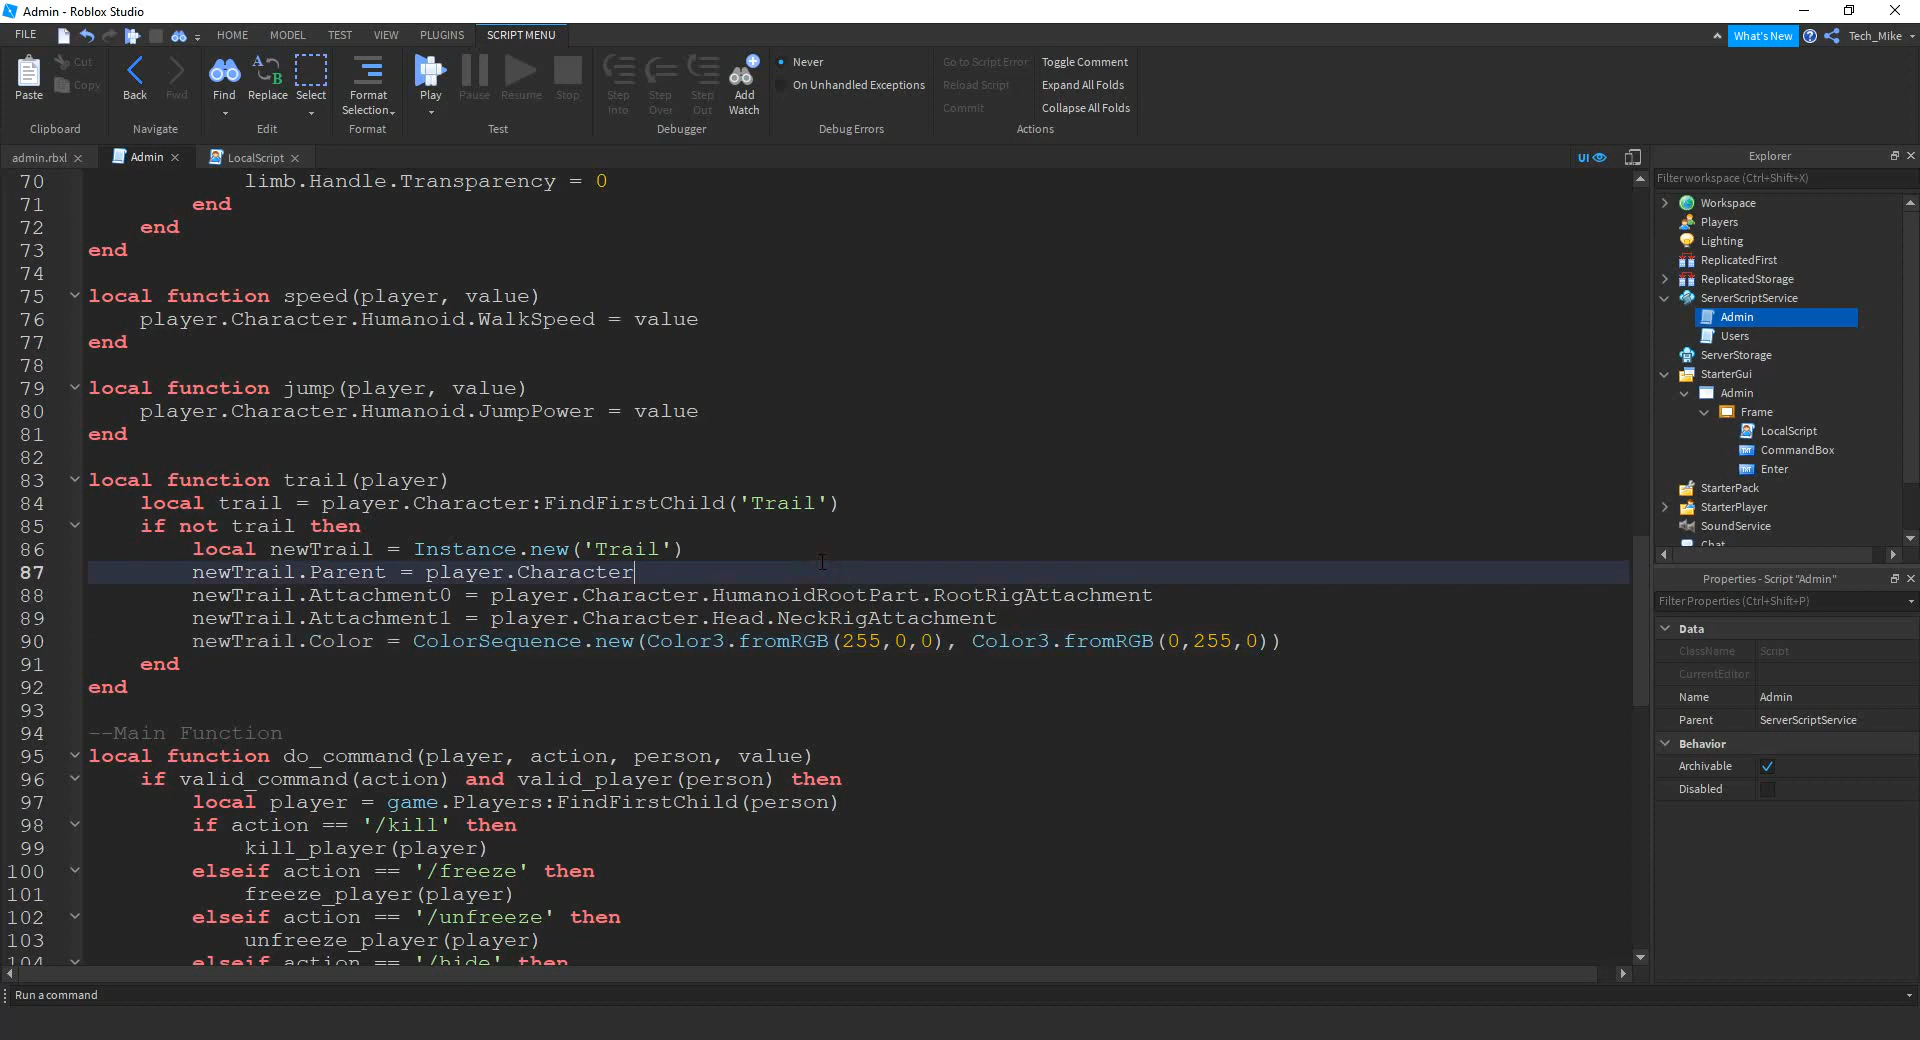 Admin - Roblox Studio
FILE HOME MODEL TEST VIEW PLUGINS SCRIPT MENU What's New Tech_Mike
Paste Cut Copy
Back Fwd
Find Replace Select
Format Selection
Play Pause Resume Stop
Step Into Step Over Step Out Add Watch
Never
On Unhandled Exceptions
Go to Script Error
Reload Script
Commit
Toggle Comment
Expand All Folds
Collapse All Folds
Clipboard Navigate Edit Format Test Debugger Debug Errors Actions
admin.rbxl Admin LocalScript UI
70 limb.Handle.Transparency = 0
71 end
72 end
73 end
74
75 local function speed(player, value)
76 player.Character.Humanoid.WalkSpeed = value
77 end
78
79 local function jump(player, value)
80 player.Character.Humanoid.JumpPower = value
81 end
82
83 local function trail(player)
84 local trail = player.Character:FindFirstChild('Trail')
85 if not trail then
86 local newTrail = Instance.new('Trail')
87 newTrail.Parent = player.Character
88 newTrail.Attachment0 = player.Character.HumanoidRootPart.RootRigAttachment
89 newTrail.Attachment1 = player.Character.Head.NeckRigAttachment
90 newTrail.Color = ColorSequence.new(Color3.fromRGB(255,0,0), Color3.fromRGB(0,255,0))
91 end
92 end
93
94 --Main Function
95 local function do_command(player, action, person, value)
96 if valid_command(action) and valid_player(person) then
97 local player = game.Players:FindFirstChild(person)
98 if action == '/kill' then
99 kill_player(player)
100 elseif action == '/freeze' then
101 freeze_player(player)
102 elseif action == '/unfreeze' then
103 unfreeze_player(player)
104 elseif action == '/hide' then
Run a command
Explorer
Filter workspace (Ctrl+Shift+X)
Workspace
Players
Lighting
ReplicatedFirst
ReplicatedStorage
ServerScriptService
Admin
Users
ServerStorage
StarterGui
Admin
Frame
LocalScript
CommandBox
Enter
StarterPack
StarterPlayer
SoundService
Chat
Properties - Script "Admin"
Filter Properties (Ctrl+Shift+P)
Data
ClassName Script
CurrentEditor
Name Admin
Parent ServerScriptService
Behavior
Archivable
Disabled